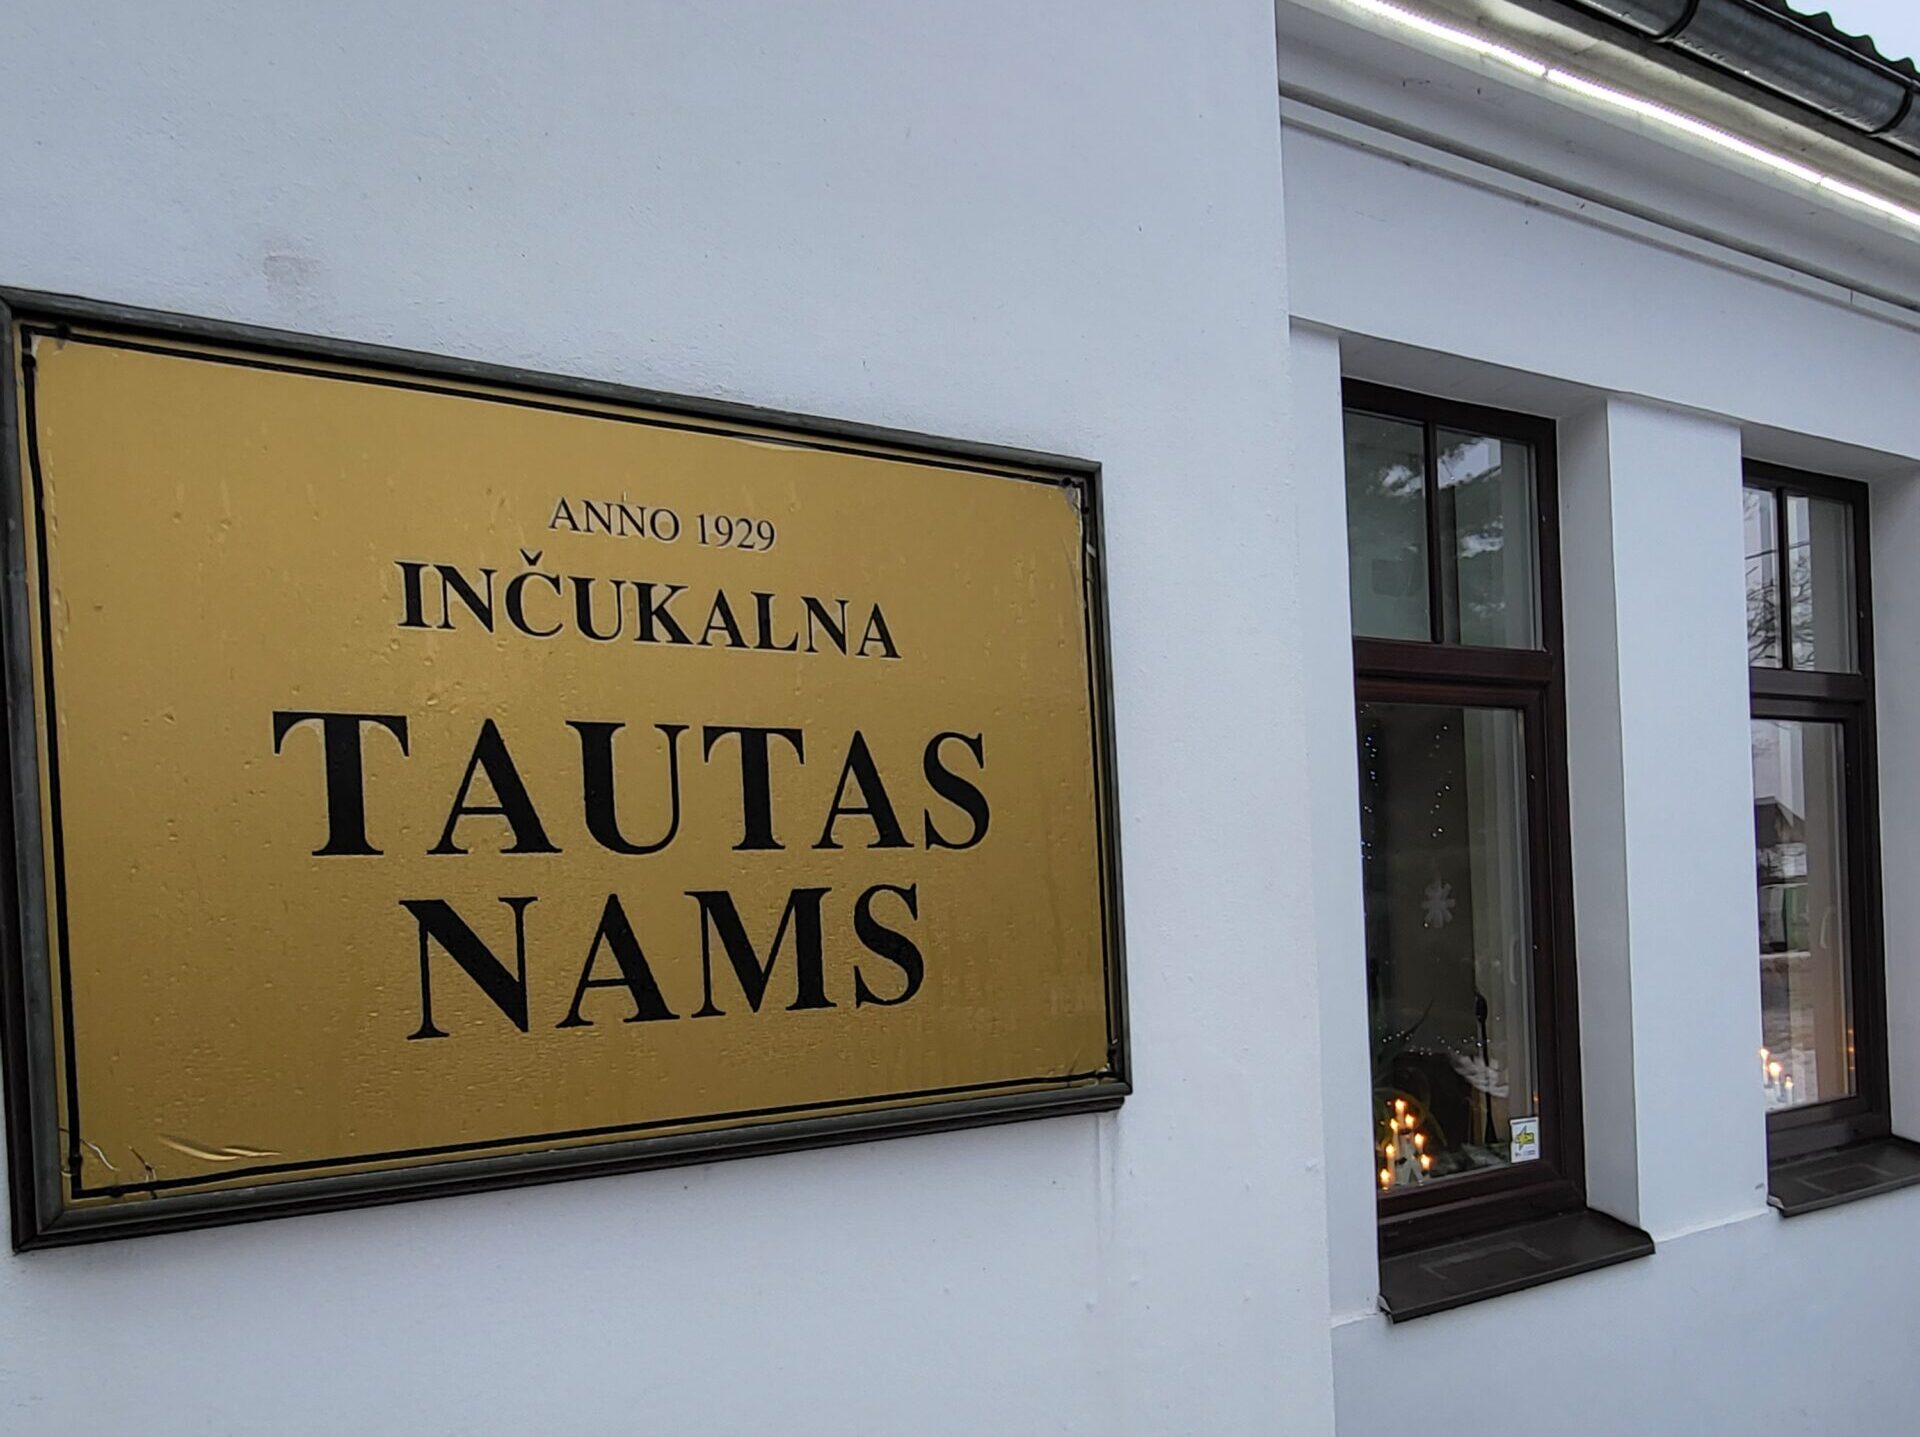 ANNO 1929
INČUKALNA
TAUTAS
NAMS